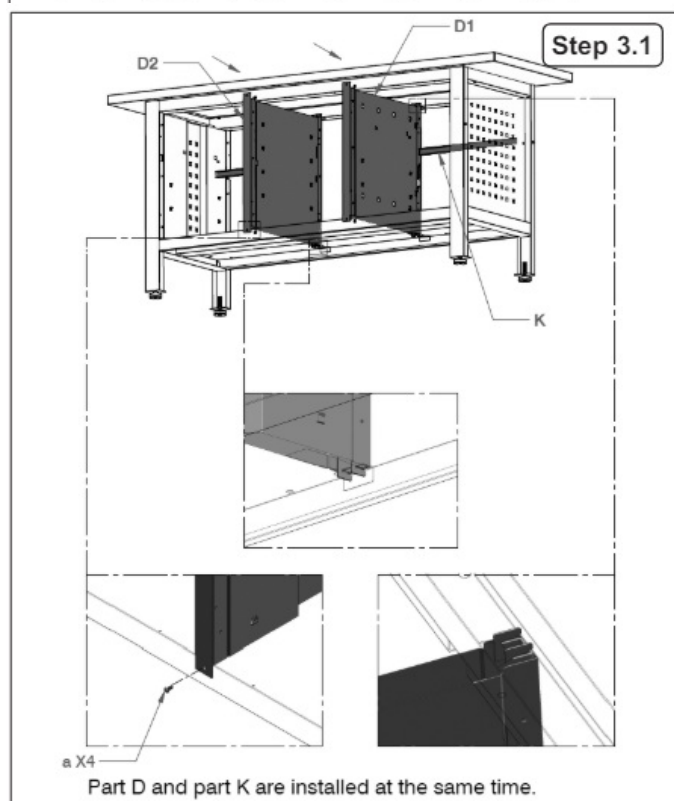 D1
Step 3.1
D2
K
a X4
Part D and part K are installed at the same time.